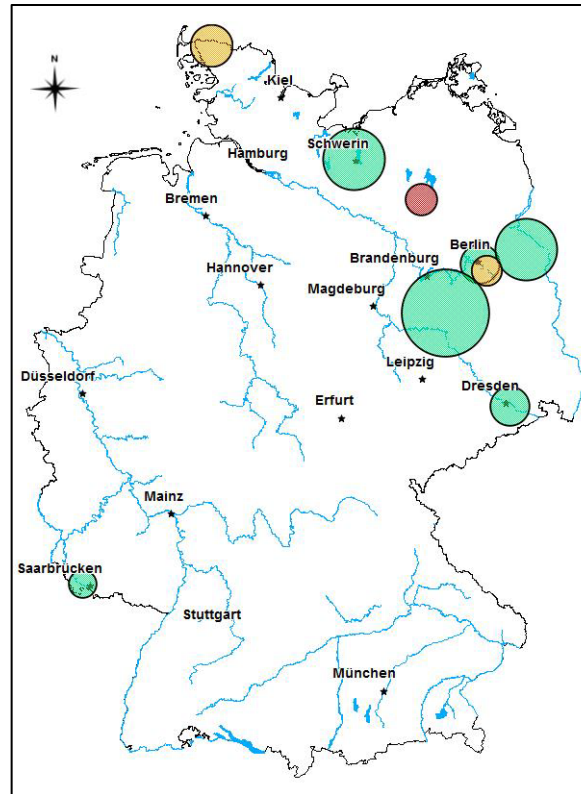 N
Kiel
Schwerin
Hamburg
Bremen
Berlin
Brandenburg
Hannover
Magdeburg
Leipzig
Düsseldorf
Dresden
Erfurt
Mainz
Saarbrücken
Stuttgart
München